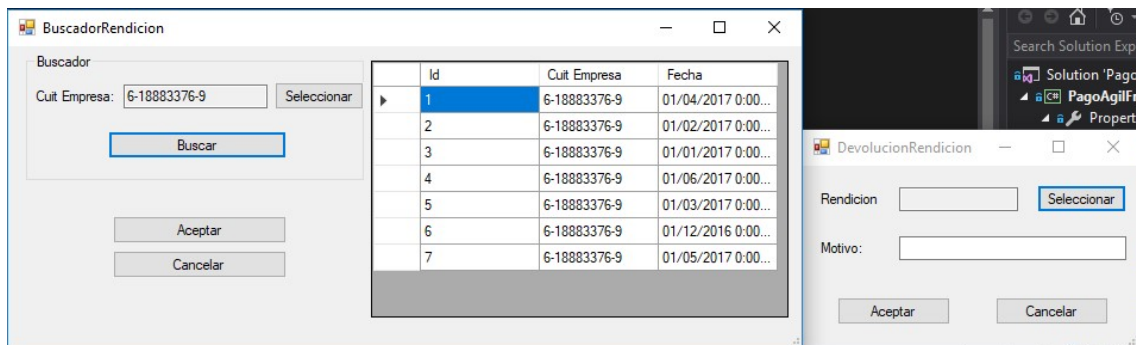 BuscadorRendicion
Buscador
Cuit Empresa: 6-18883376-9 Seleccionar
Buscar
Aceptar
Cancelar
Id Cuit Empresa Fecha
1 6-18883376-9 01/04/2017 0:00...
2 6-18883376-9 01/02/2017 0:00...
3 6-18883376-9 01/01/2017 0:00...
4 6-18883376-9 01/06/2017 0:00...
5 6-18883376-9 01/03/2017 0:00...
6 6-18883376-9 01/12/2016 0:00...
7 6-18883376-9 01/05/2017 0:00...
Search Solution Exp
Solution 'Pago
C# PagoAgilFr
Propert
DevolucionRendicion
Rendicion Seleccionar
Motivo:
Aceptar Cancelar